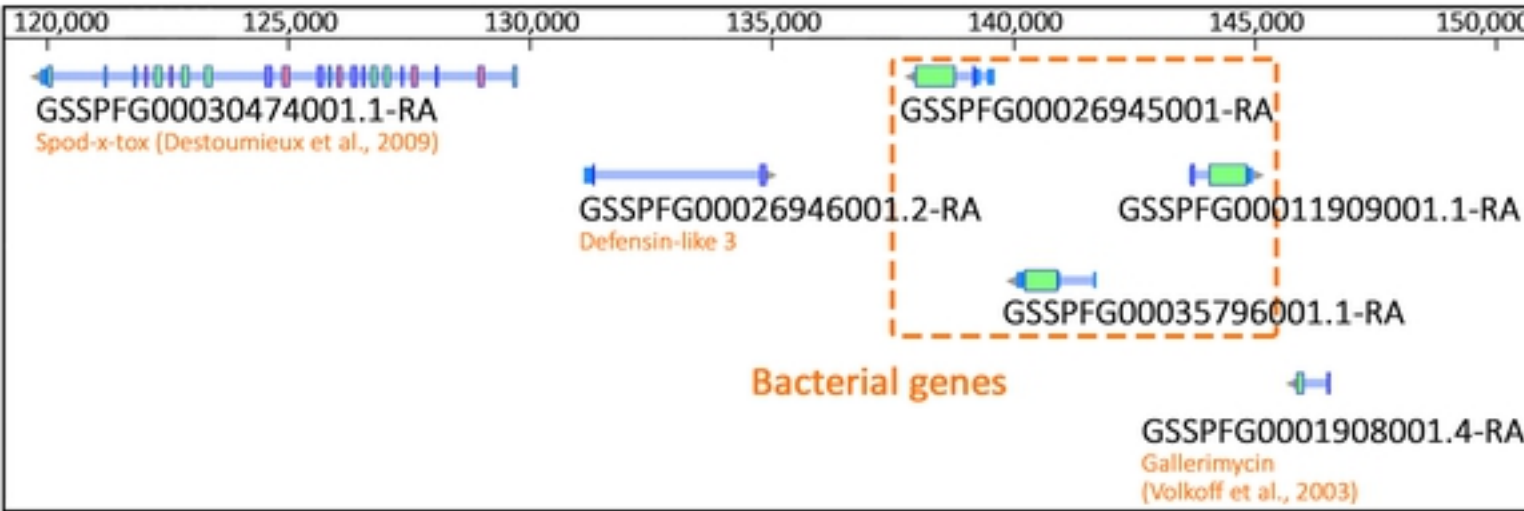 120,000 125,000 130,000 135,000 140,000 145,000 150,000
GSSPFG00030474001.1-RA
Spod-x-tox (Destoumieux et al., 2009)
GSSPFG00026945001-RA
GSSPFG00026946001.2-RA
Defensin-like 3
GSSPFG00011909001.1-RA
GSSPFG00035796001.1-RA
Bacterial genes
GSSPFG0001908001.4-RA
Gallerimycin
(Volkoff et al., 2003)